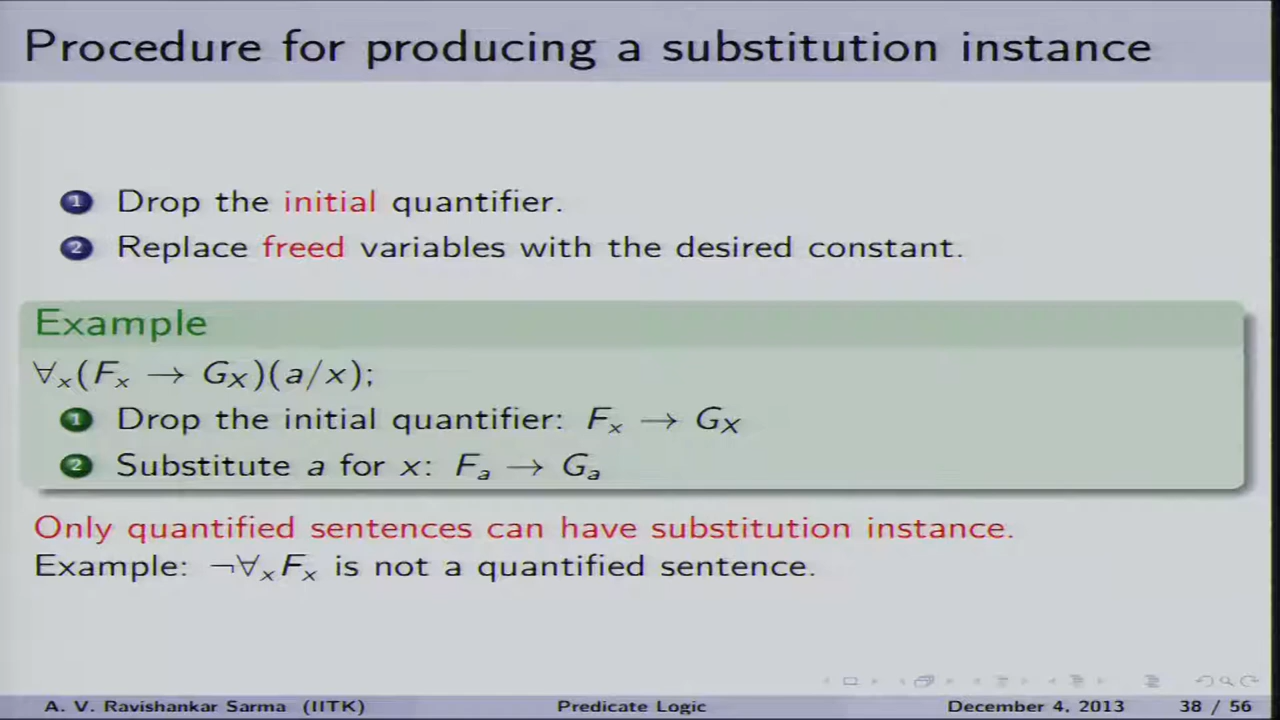 Procedure for producing a substitution instance
1 Drop the initial quantifier.
2 Replace freed variables with the desired constant.
Example
∀ₓ(Fₓ → Gx)(a/x);
1 Drop the initial quantifier: Fₓ → Gx
2 Substitute a for x: Fₐ → Gₐ
Only quantified sentences can have substitution instance.
Example: ¬∀ₓFₓ is not a quantified sentence.
A. V. Ravishankar Sarma (IITK) Predicate Logic December 4, 2013 38 / 56